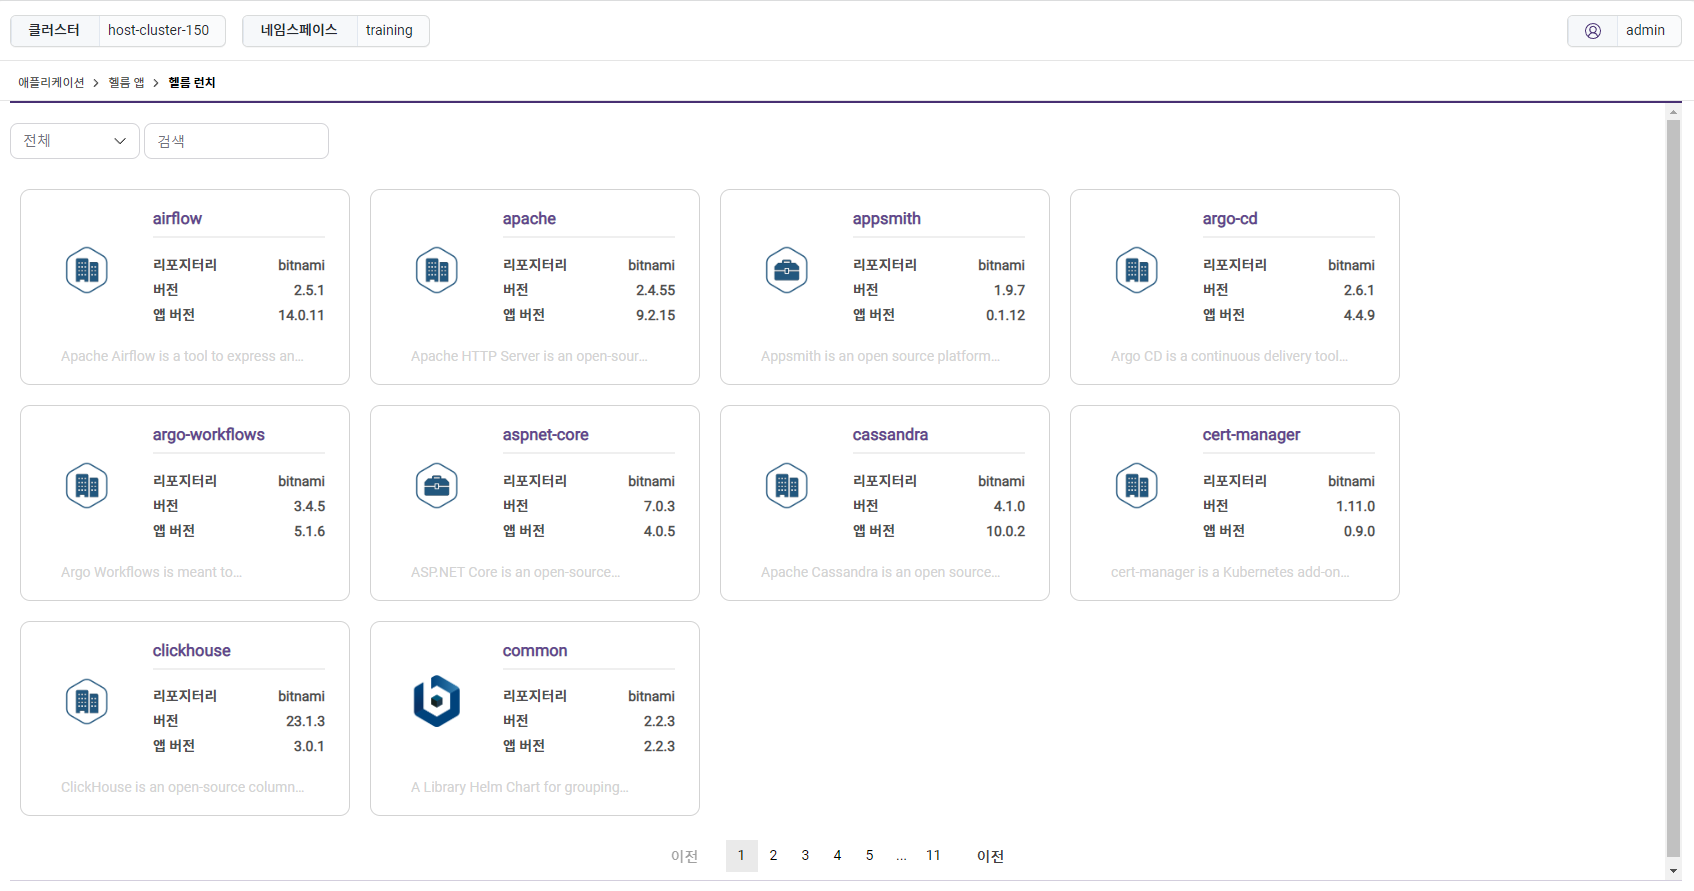 클러스터 host-cluster-150 네임스페이스 training admin
애플리케이션 > 헬름 앱 > 헬름 런치
전체 검색
airflow
리포지터리 bitnami
버전 2.5.1
앱 버전 14.0.11
Apache Airflow is a tool to express an...
apache
리포지터리 bitnami
버전 2.4.55
앱 버전 9.2.15
Apache HTTP Server is an open-sour...
appsmith
리포지터리 bitnami
버전 1.9.7
앱 버전 0.1.12
Appsmith is an open source platform...
argo-cd
리포지터리 bitnami
버전 2.6.1
앱 버전 4.4.9
Argo CD is a continuous delivery tool...
argo-workflows
리포지터리 bitnami
버전 3.4.5
앱 버전 5.1.6
Argo Workflows is meant to...
aspnet-core
리포지터리 bitnami
버전 7.0.3
앱 버전 4.0.5
ASP.NET Core is an open-source...
cassandra
리포지터리 bitnami
버전 4.1.0
앱 버전 10.0.2
Apache Cassandra is an open source...
cert-manager
리포지터리 bitnami
버전 1.11.0
앱 버전 0.9.0
cert-manager is a Kubernetes add-on...
clickhouse
리포지터리 bitnami
버전 23.1.3
앱 버전 3.0.1
ClickHouse is an open-source column...
common
리포지터리 bitnami
버전 2.2.3
앱 버전 2.2.3
A Library Helm Chart for grouping...
이전 1 2 3 4 5 ... 11 이전